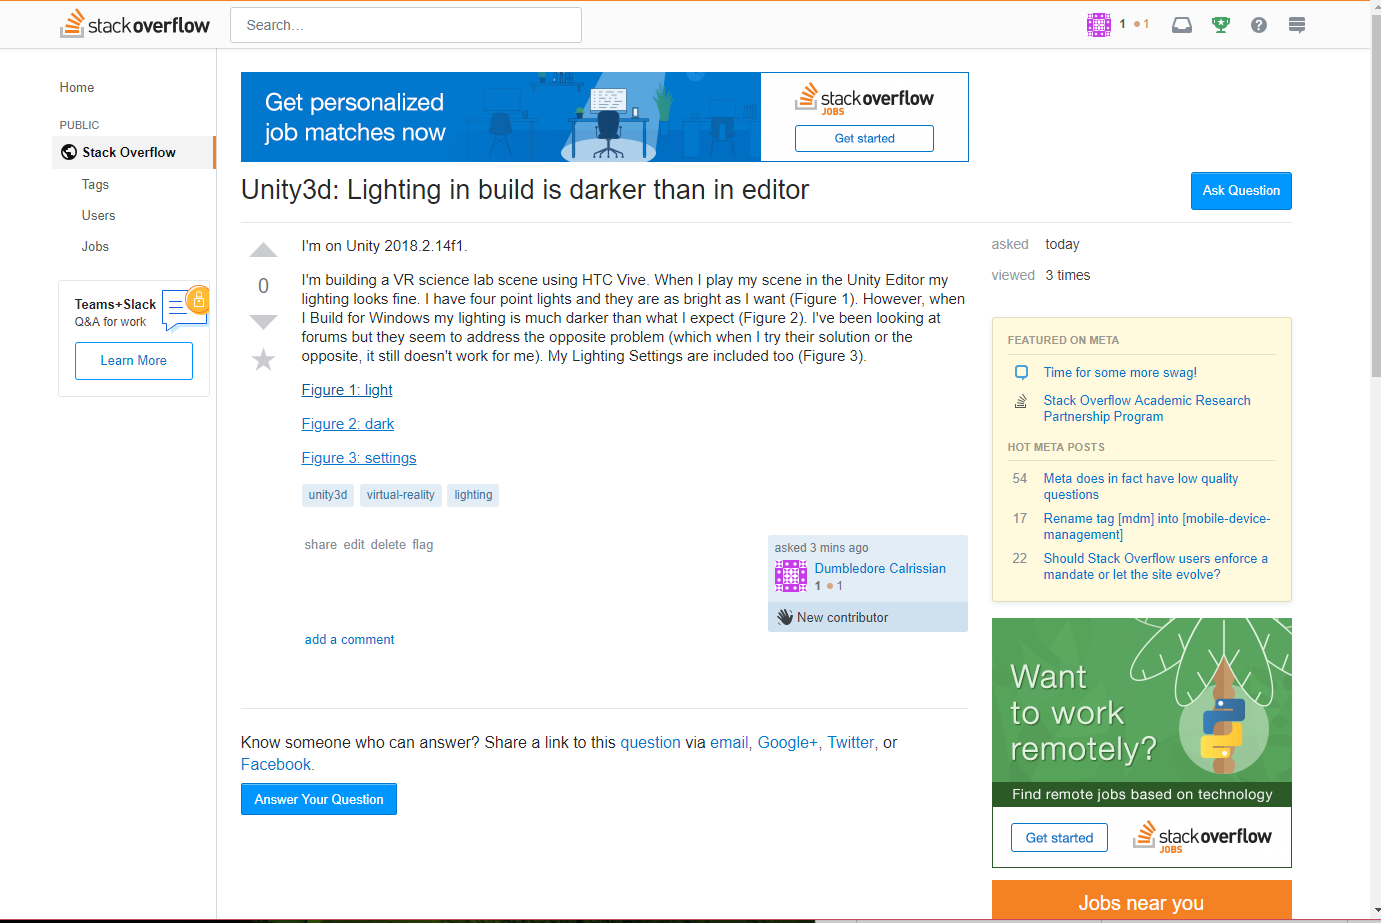 stackoverflow
Search…
1 1
Home
PUBLIC
Stack Overflow
Tags
Users
Jobs
Teams+Slack
Q&A for work
Learn More
Get personalized
job matches now
stackoverflow
JOBS
Get started
Unity3d: Lighting in build is darker than in editor
Ask Question
0
I'm on Unity 2018.2.14f1.
I'm building a VR science lab scene using HTC Vive. When I play my scene in the Unity Editor my
lighting looks fine. I have four point lights and they are as bright as I want (Figure 1). However, when
I Build for Windows my lighting is much darker than what I expect (Figure 2). I've been looking at
forums but they seem to address the opposite problem (which when I try their solution or the
opposite, it still doesn't work for me). My Lighting Settings are included too (Figure 3).
Figure 1: light
Figure 2: dark
Figure 3: settings
unity3d virtual-reality lighting
share edit delete flag
asked 3 mins ago
Dumbledore Calrissian
1 1
New contributor
add a comment
Know someone who can answer? Share a link to this question via email, Google+, Twitter, or
Facebook.
Answer Your Question
asked today
viewed 3 times
FEATURED ON META
Time for some more swag!
Stack Overflow Academic Research
Partnership Program
HOT META POSTS
54 Meta does in fact have low quality
questions
17 Rename tag [mdm] into [mobile-device-
management]
22 Should Stack Overflow users enforce a
mandate or let the site evolve?
Want
to work
remotely?
Find remote jobs based on technology
Get started
stackoverflow
JOBS
Jobs near you